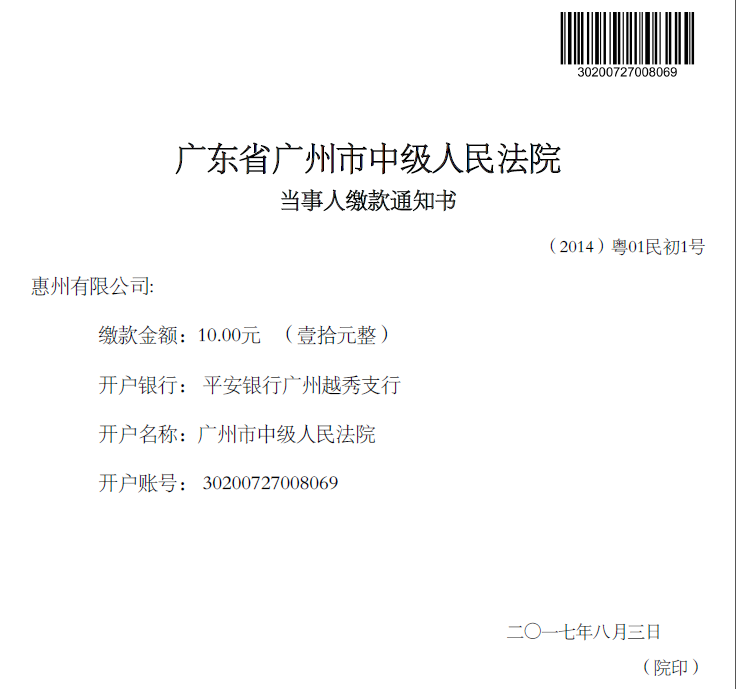 30200727008069
广东省广州市中级人民法院
当事人缴款通知书
（2014）粤01民初1号
惠州有限公司:
缴款金额：10.00元 （壹拾元整）
开户银行： 平安银行广州越秀支行
开户名称：广州市中级人民法院
开户账号： 30200727008069
二〇一七年八月三日
（院印）